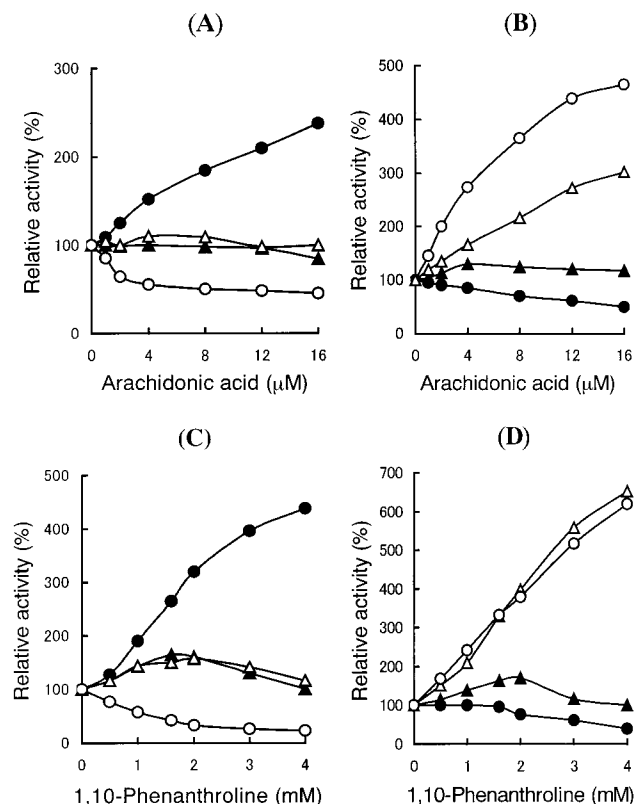 (A)
Relative activity (%)
300
200
100
0
0 4 8 12 16
Arachidonic acid (μM)
(B)
Relative activity (%)
500
400
300
200
100
0
0 4 8 12 16
Arachidonic acid (μM)
(C)
Relative activity (%)
500
400
300
200
100
0
0 1 2 3 4
1,10-Phenanthroline (mM)
(D)
Relative activity (%)
700
600
500
400
300
200
100
0
0 1 2 3 4
1,10-Phenanthroline (mM)